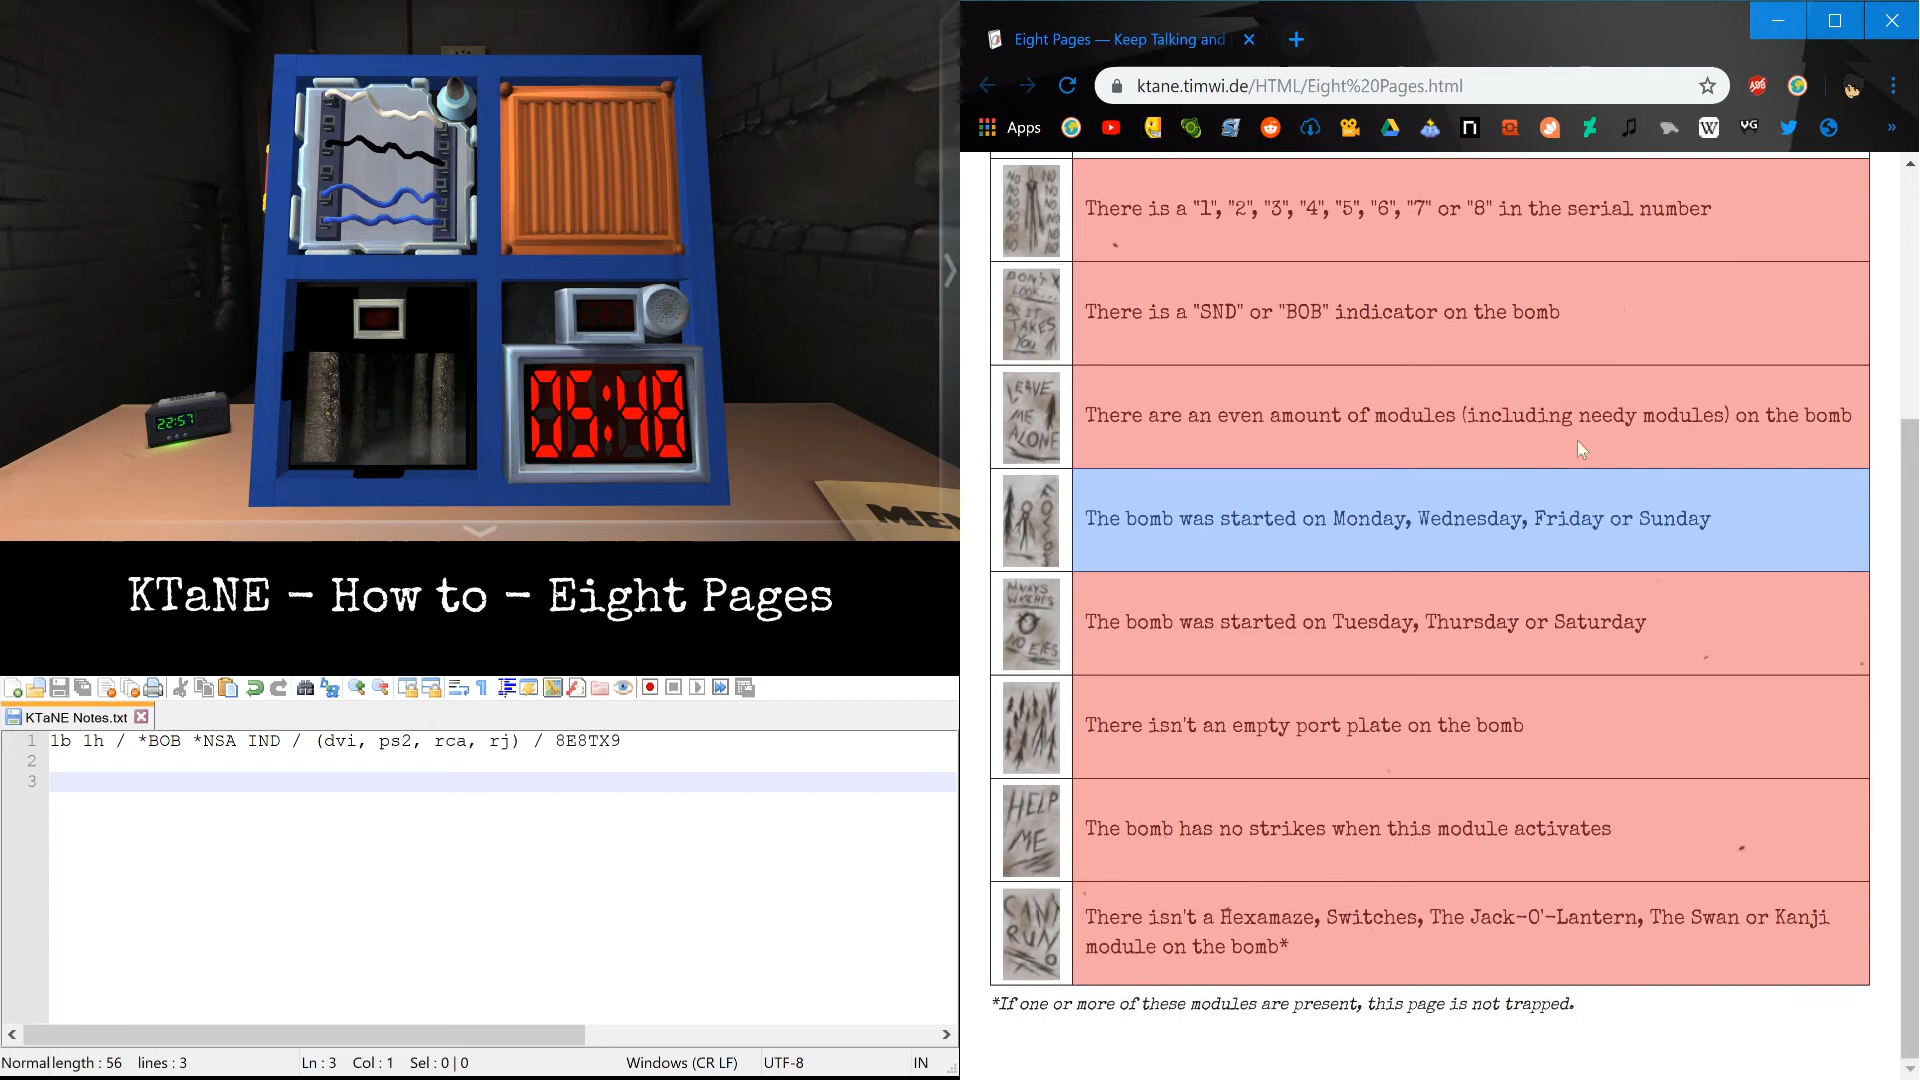 22:57
05:48
KTaNE - How to - Eight Pages
KTaNE Notes.txt
1 1b 1h / *BOB *NSA IND / (dvi, ps2, rca, rj) / 8E8TX9
2
3
Normal length : 56 lines : 3 Ln : 3 Col : 1 Sel : 0 | 0 Windows (CR LF) UTF-8 IN
Eight Pages — Keep Talking and
ktane.timwi.de/HTML/Eight%20Pages.html
Apps
NO NO
There is a "1", "2", "3", "4", "5", "6", "7" or "8" in the serial number
DON'T
LOOK...
OR IT
TAKES
YOU
There is a "SND" or "BOB" indicator on the bomb
LEAVE
ME
ALONE
There are an even amount of modules (including needy modules) on the bomb
FOLLOWS
The bomb was started on Monday, Wednesday, Friday or Sunday
ALWAYS
WATCHES
NO EYES
The bomb was started on Tuesday, Thursday or Saturday
There isn't an empty port plate on the bomb
HELP
ME
The bomb has no strikes when this module activates
CAN'T
RUN
There isn't a Hexamaze, Switches, The Jack-O'-Lantern, The Swan or Kanji
module on the bomb*
*If one or more of these modules are present, this page is not trapped.